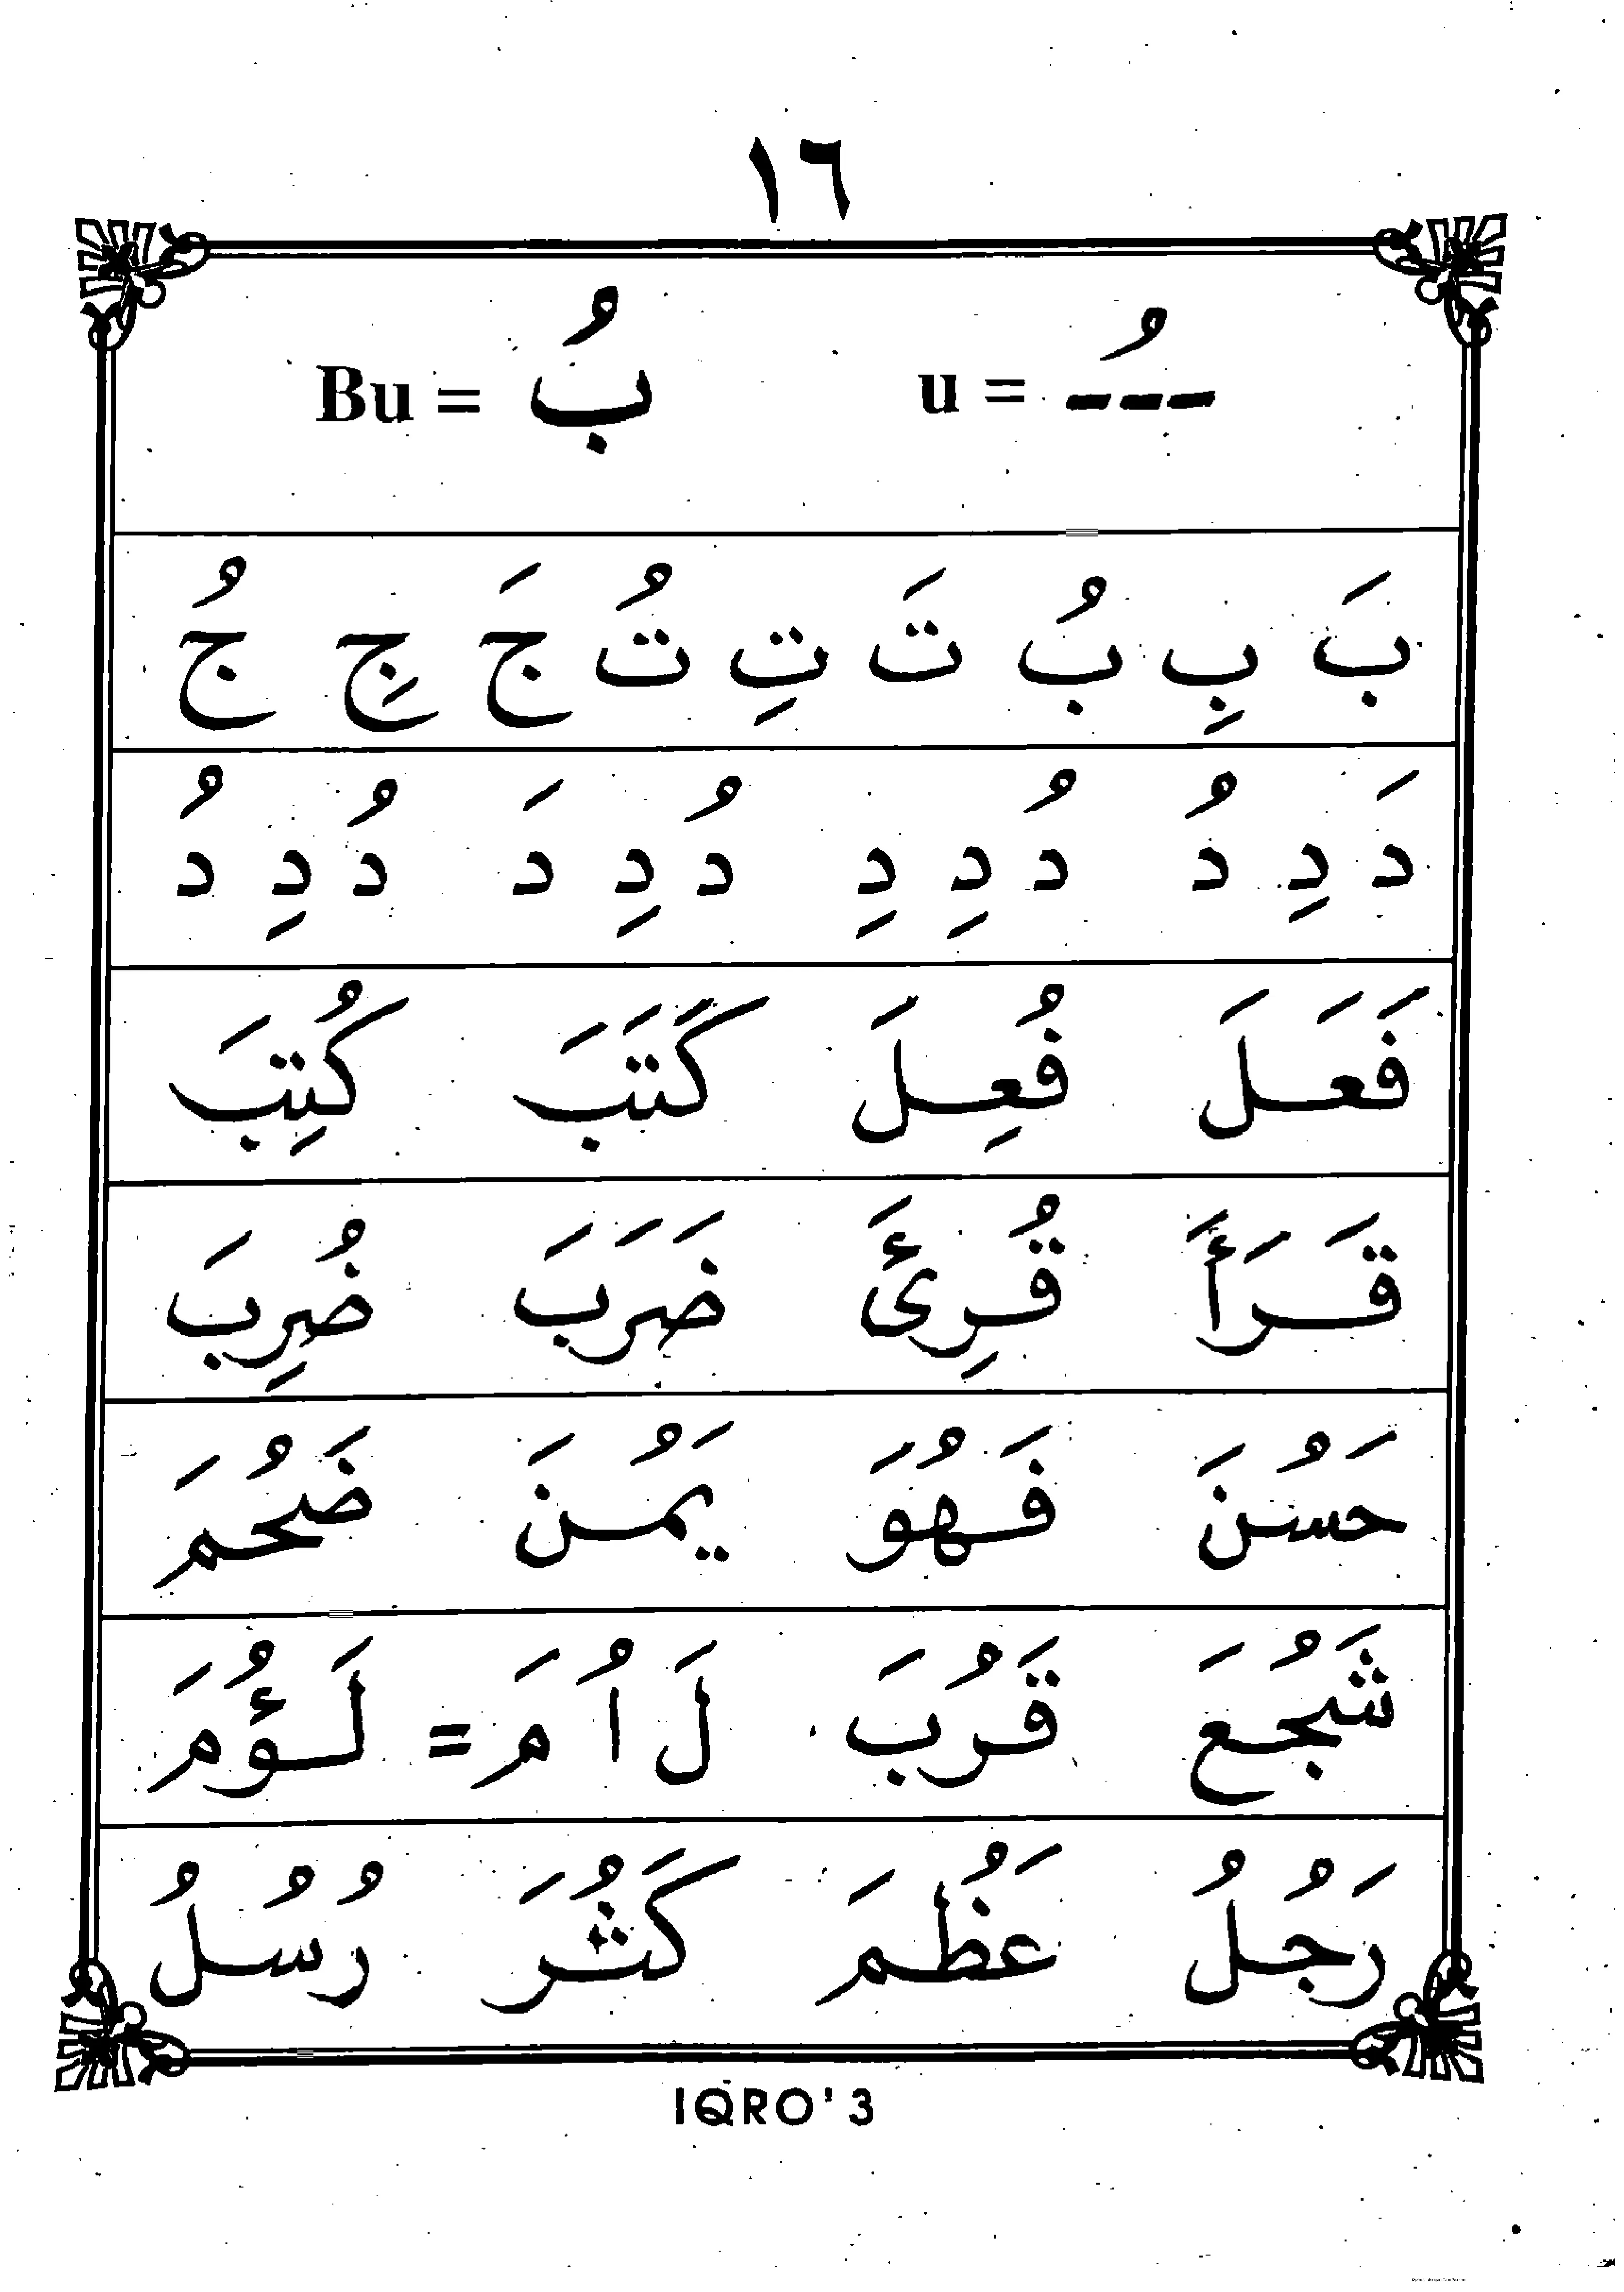 ١٦
ـُ = u    بُ = Bu
بَ بِ بُ تَ تِ تُ جَ جِ جُ
دَ دِ دُ دُ دِ دِ دُ دِ دَ دُ دِ دُ
فَعَلَ فُعِلَ كَتَبَ كُتِبَ
قَرَأَ قُرِئَ ضَرَبَ ضُرِبَ
حَسُنَ فَهُوَ يَمُنَ ضَحُمَ
شَجُعَ قَرُبَ لَ اُ مَ = لَؤُمَ
رَجُلُ عَظُمَ كَثُرَ رُسُلُ
IQRO' 3